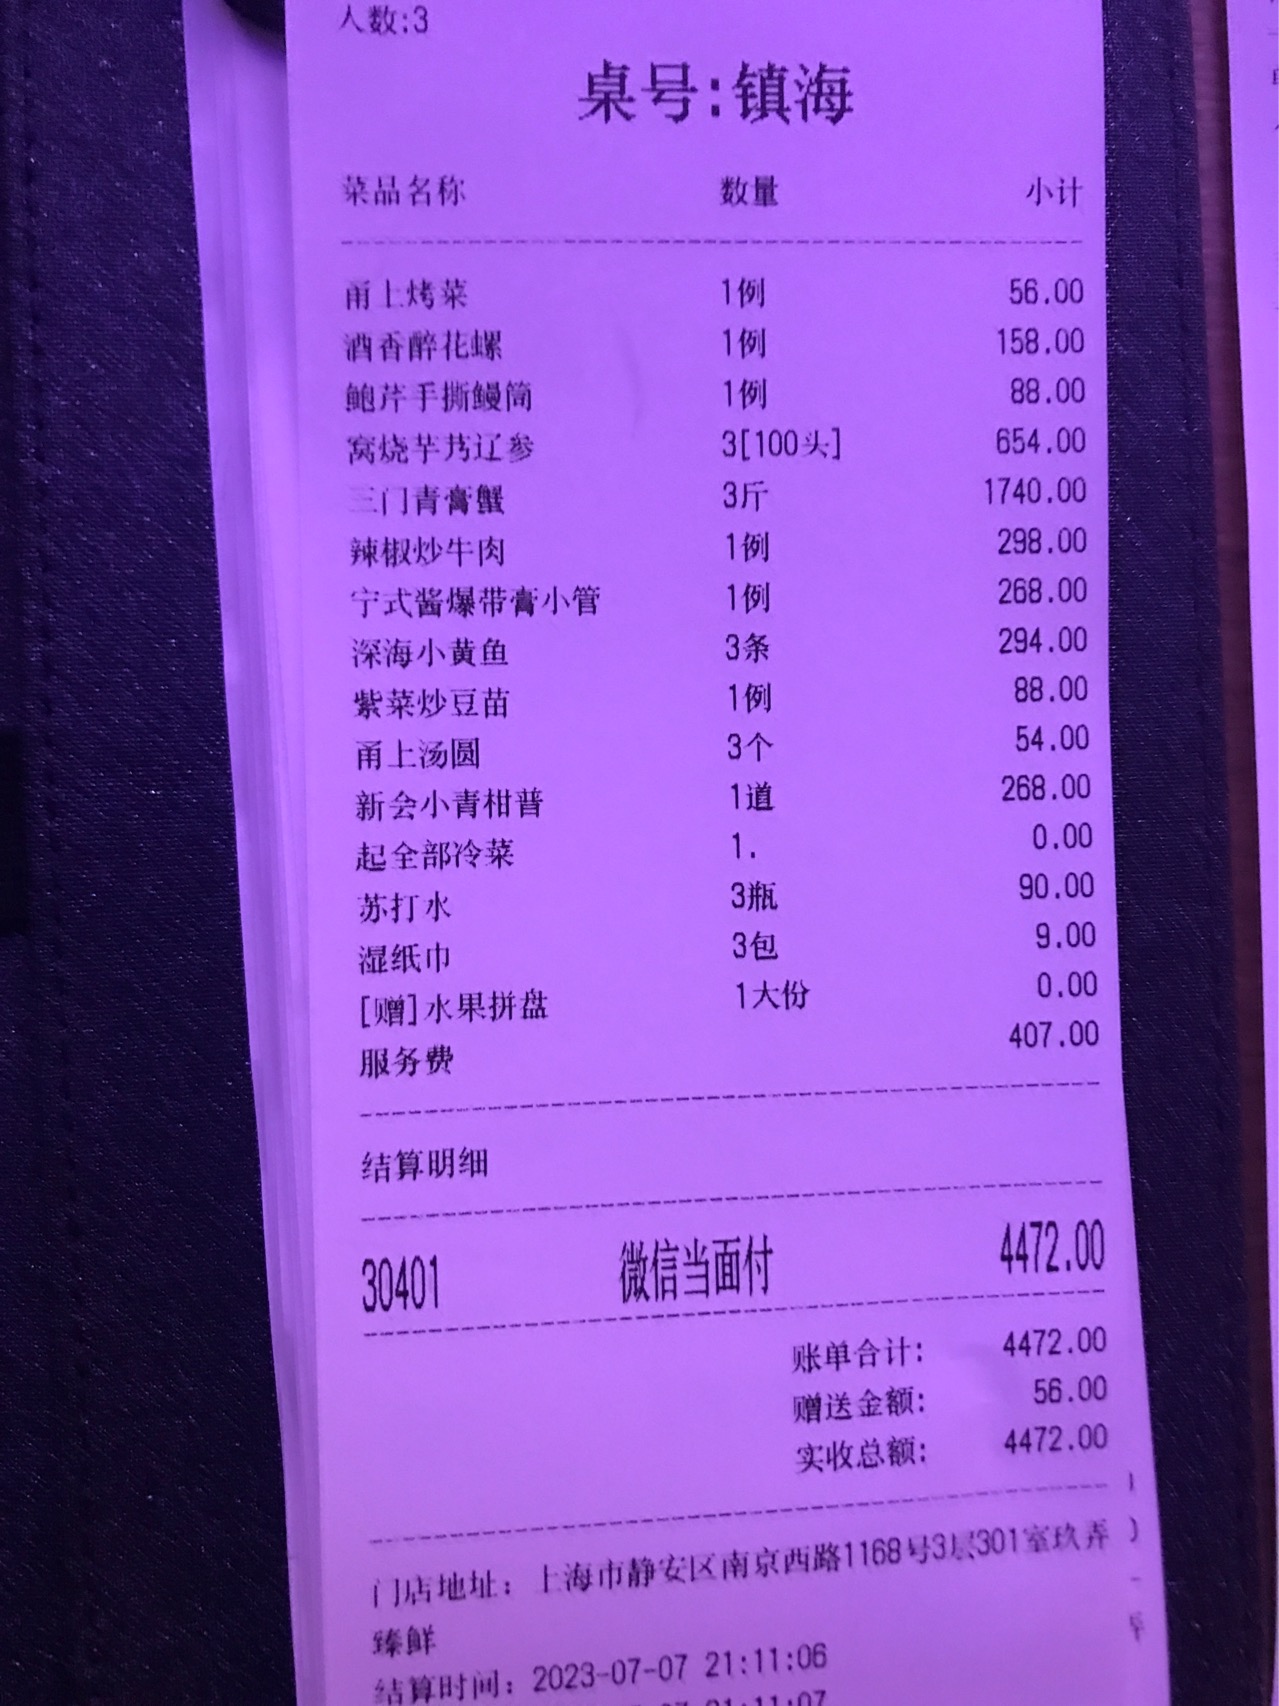 人数:3
桌号:镇海
菜品名称 数量 小计
甬上烤菜 1例 56.00
酒香醉花螺 1例 158.00
鲍芹手撕鳗筒 1例 88.00
窝烧芋艿辽参 3[100头] 654.00
三门青膏蟹 3斤 1740.00
辣椒炒牛肉 1例 298.00
宁式酱爆带膏小管 1例 268.00
深海小黄鱼 3条 294.00
紫菜炒豆苗 1例 88.00
甬上汤圆 3个 54.00
新会小青柑普 1道 268.00
起全部冷菜 1. 0.00
苏打水 3瓶 90.00
湿纸巾 3包 9.00
[赠]水果拼盘 1大份 0.00
服务费 407.00
结算明细
30401 微信当面付 4472.00
账单合计: 4472.00
赠送金额: 56.00
实收总额: 4472.00
门店地址: 上海市静安区南京西路1168号3层301室玖弄
臻鲜
结算时间: 2023-07-07 21:11:06